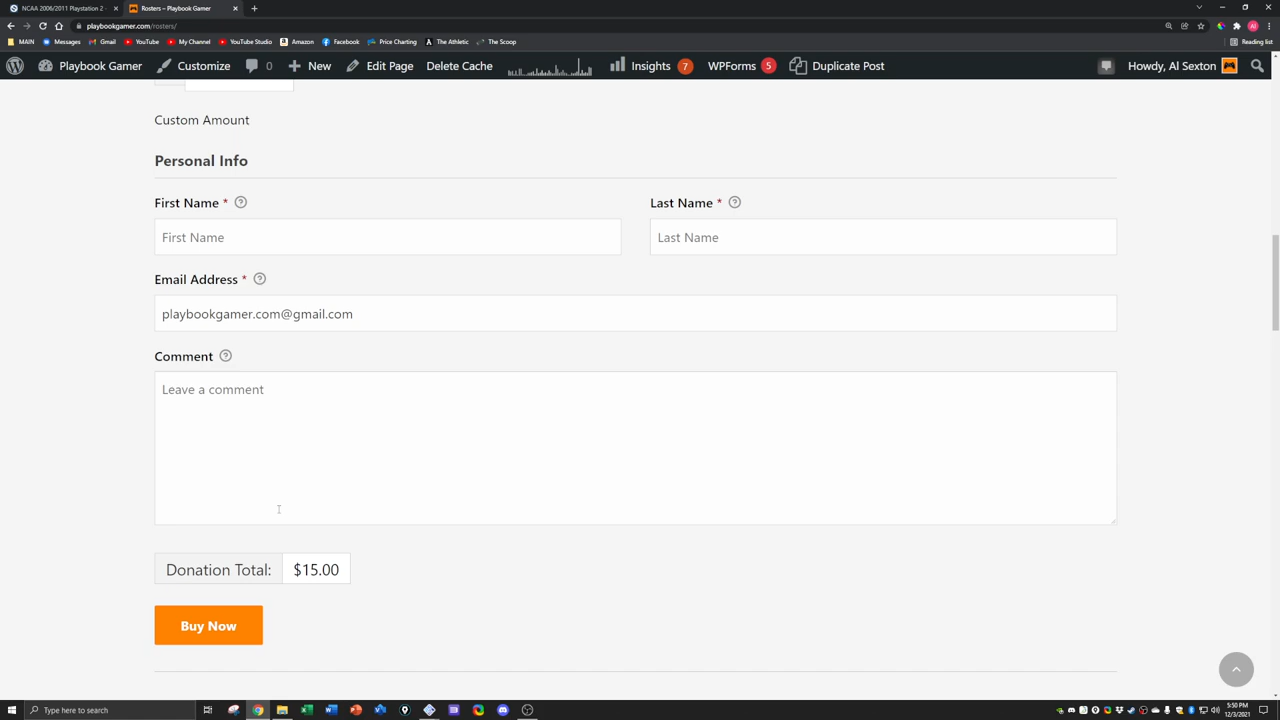 NCAA 2006/2011 Playstation 2 -
Rosters – Playbook Gamer
playbookgamer.com/rosters/
MAIN
Messages
Gmail
YouTube
My Channel
YouTube Studio
Amazon
Facebook
Price Charting
The Athletic
The Scoop
Reading list
Playbook Gamer
Customize
0
New
Edit Page
Delete Cache
Insights 7
WPForms 5
Duplicate Post
Howdy, Al Sexton
Custom Amount
Personal Info
First Name *
Last Name *
First Name
Last Name
Email Address *
playbookgamer.com@gmail.com
Comment
Leave a comment
Donation Total: $15.00
Buy Now
Type here to search
5:50 PM
12/3/2021